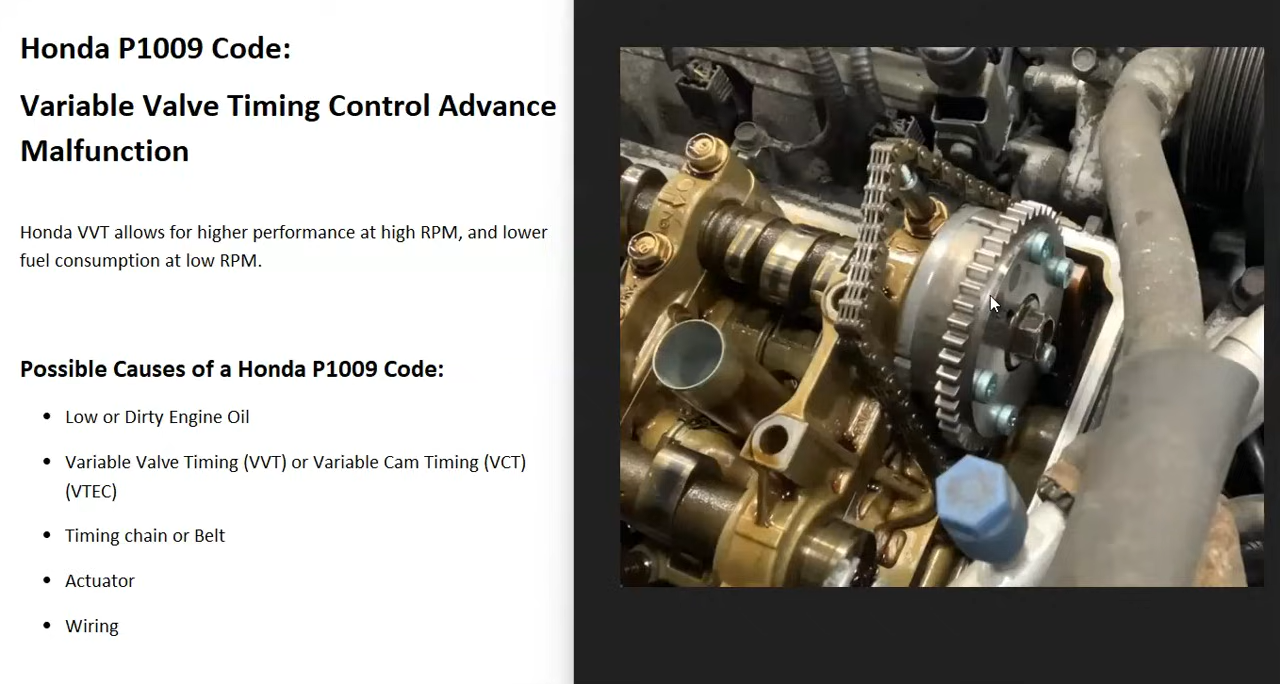 Honda P1009 Code:
Variable Valve Timing Control Advance
Malfunction
Honda VVT allows for higher performance at high RPM, and lower
fuel consumption at low RPM.
Possible Causes of a Honda P1009 Code:
• Low or Dirty Engine Oil
• Variable Valve Timing (VVT) or Variable Cam Timing (VCT)
(VTEC)
• Timing chain or Belt
• Actuator
• Wiring